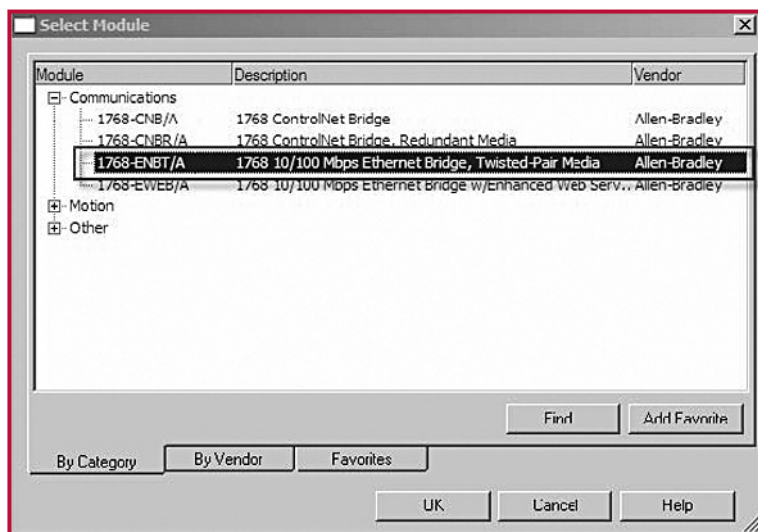 Select Module
Module Description Vendor
Communications
1768-CNB/A 1768 ControlNet Bridge Allen-Bradley
1768-CNBR/A 1768 ControlNet Bridge, Redundant Media Allen-Bradley
1768-ENBT/A 1768 10/100 Mbps Ethernet Bridge, Twisted-Pair Media Allen-Bradley
1768-EWEB/A 1768 10/100 Mbps Ethernet Bridge w/Enhanced Web Serv.. Allen-Bradley
Motion
Other
Find Add Favorite
By Category By Vendor Favorites
OK Cancel Help